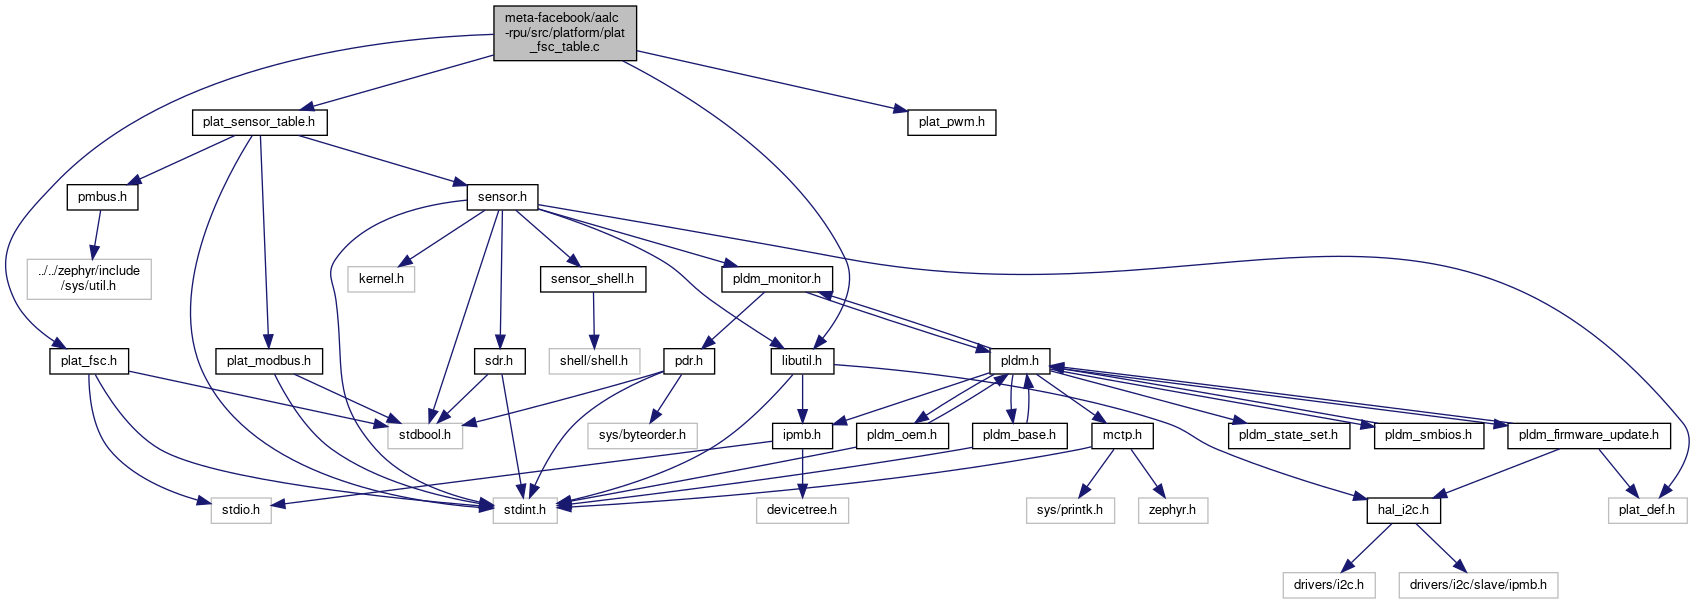 meta-facebook/aalc
-rpu/src/platform/plat
_fsc_table.c
plat_sensor_table.h
plat_pwm.h
pmbus.h
sensor.h
../../zephyr/include
/sys/util.h
kernel.h
sensor_shell.h
pldm_monitor.h
plat_fsc.h
plat_modbus.h
sdr.h
shell/shell.h
pdr.h
libutil.h
pldm.h
stdbool.h
sys/byteorder.h
ipmb.h
pldm_oem.h
pldm_base.h
mctp.h
pldm_state_set.h
pldm_smbios.h
pldm_firmware_update.h
stdio.h
stdint.h
devicetree.h
sys/printk.h
zephyr.h
hal_i2c.h
plat_def.h
drivers/i2c.h
drivers/i2c/slave/ipmb.h